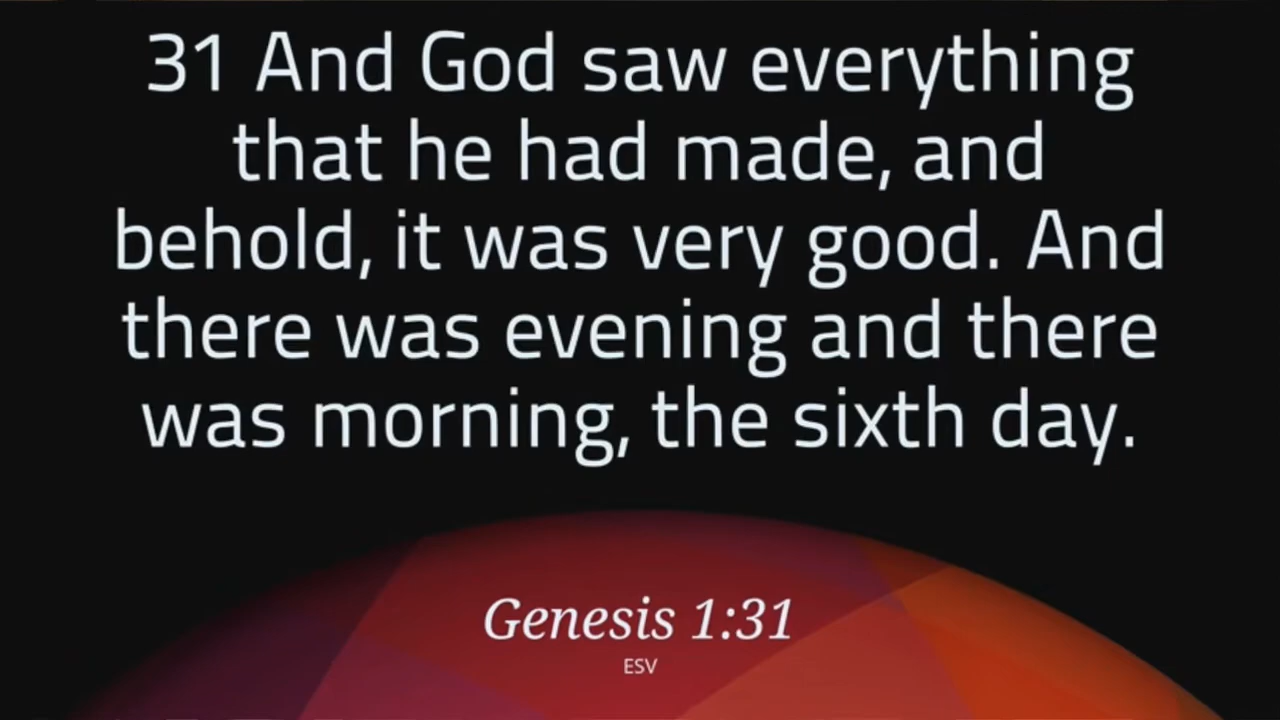 31 And God saw everything
that he had made, and
behold, it was very good. And
there was evening and there
was morning, the sixth day.
Genesis 1:31
ESV